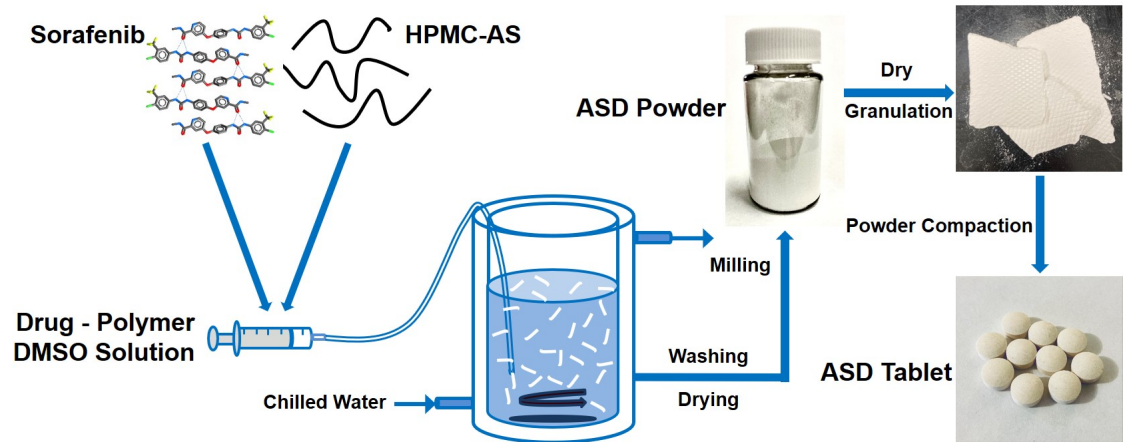 Sorafenib
HPMC-AS
ASD Powder
Dry
Granulation
Powder Compaction
Milling
Drug - Polymer
DMSO Solution
Washing
Drying
Chilled Water
ASD Tablet